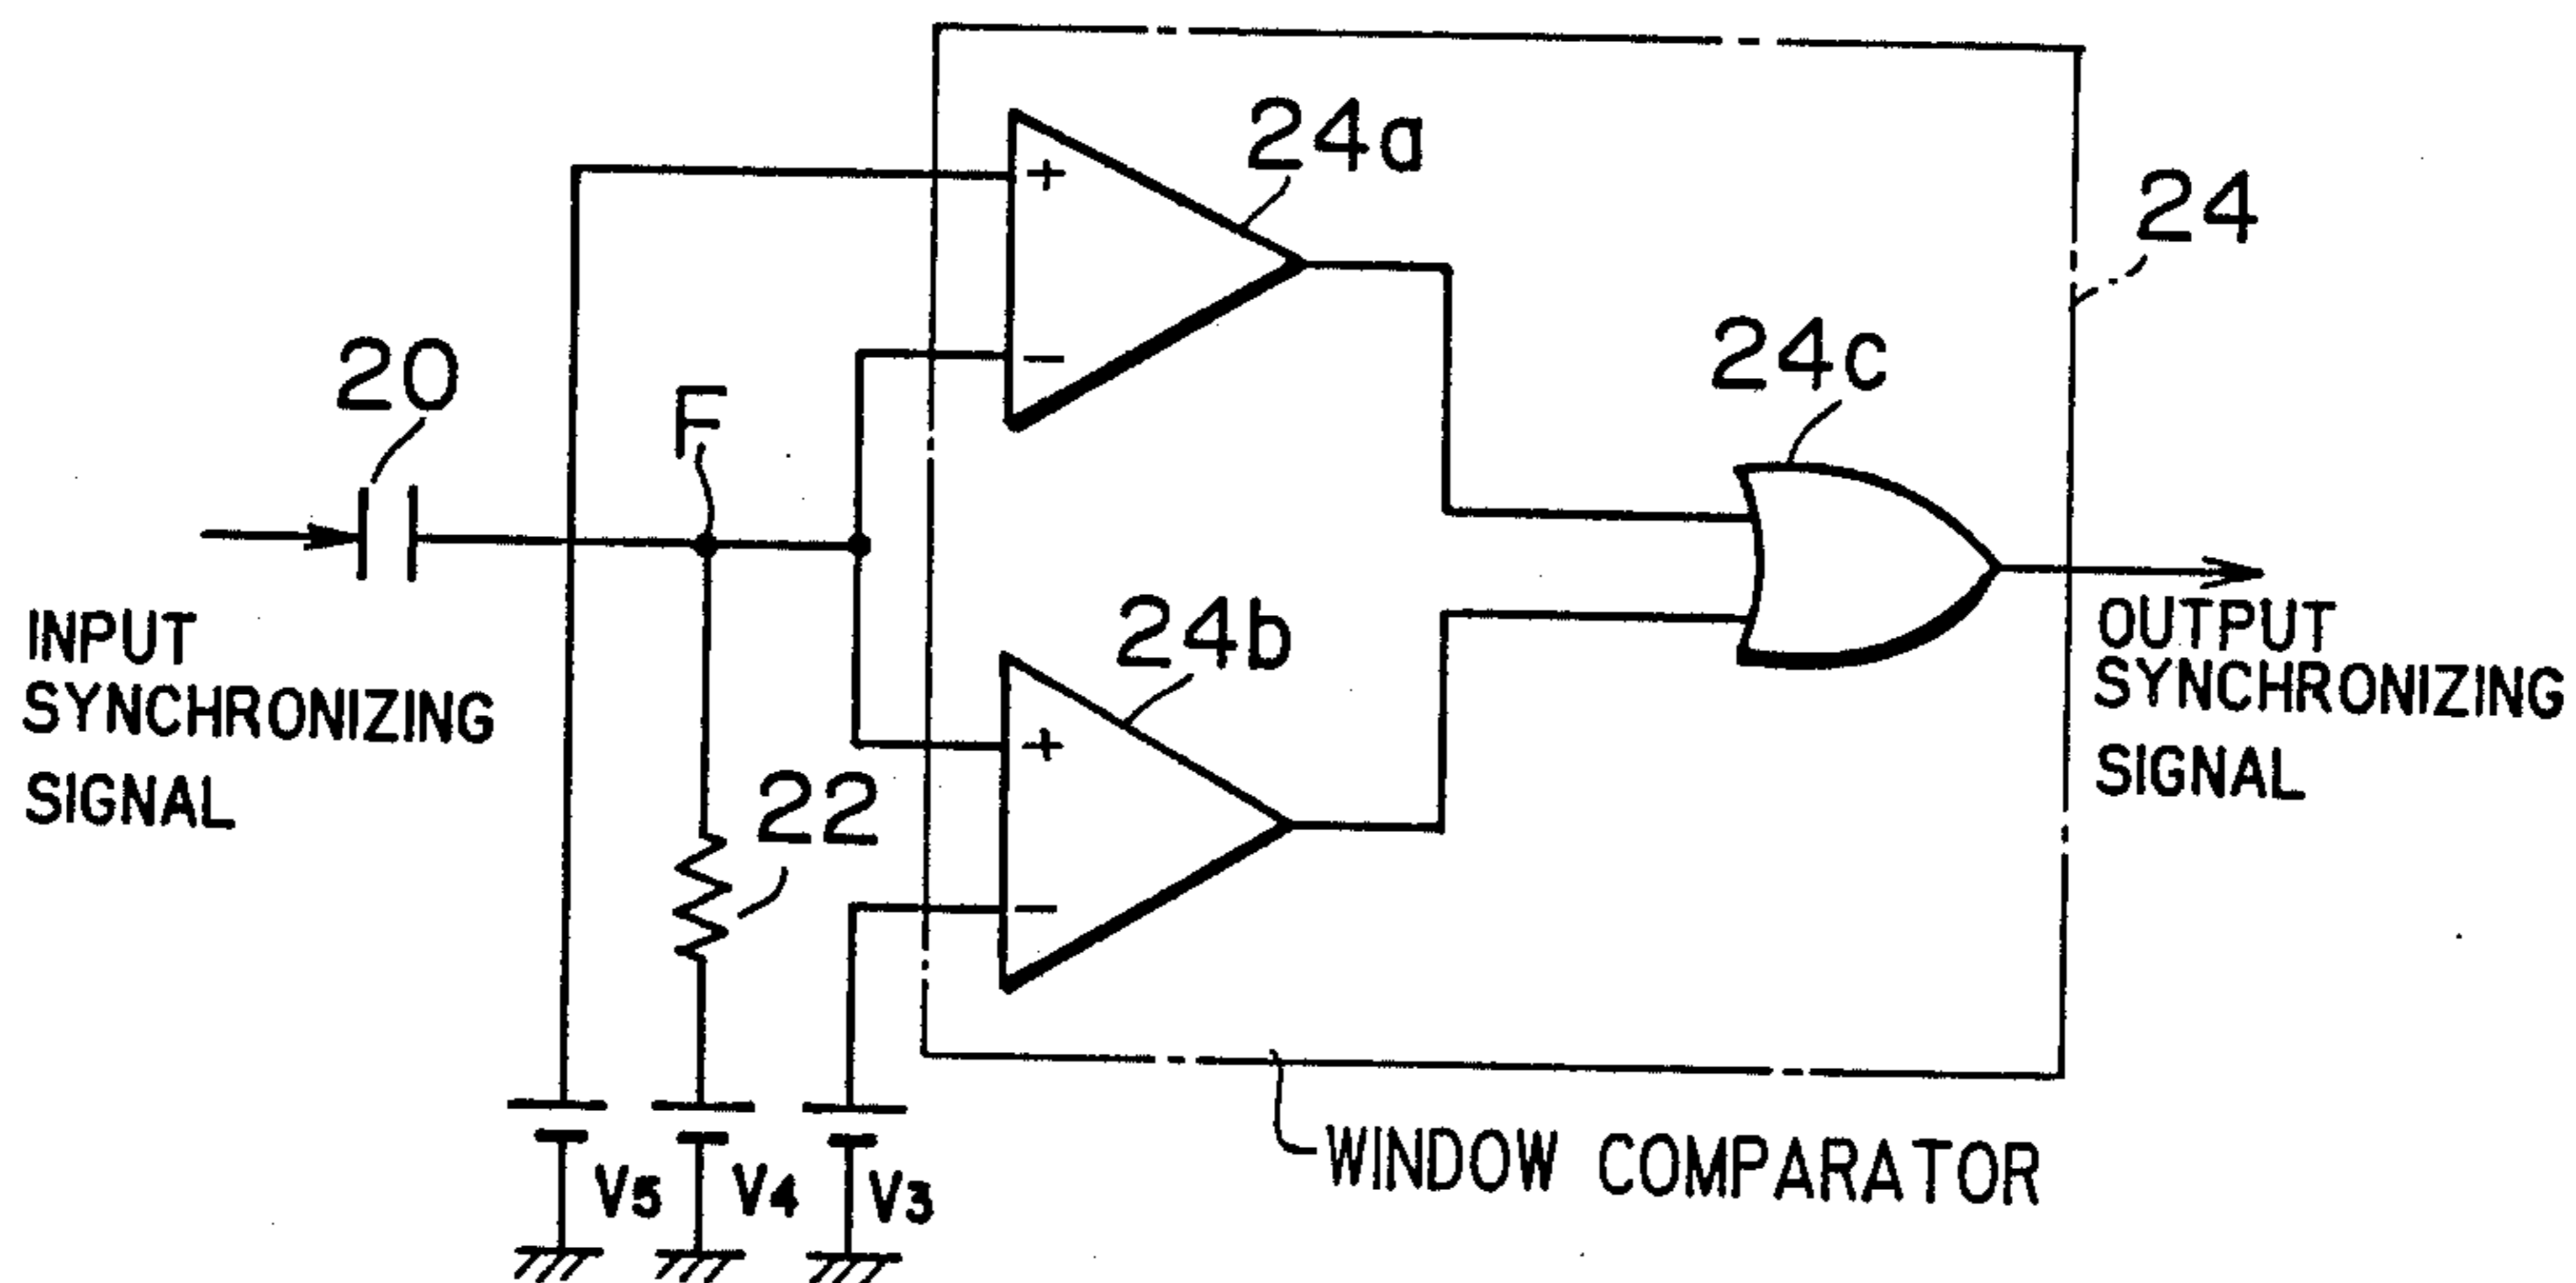 24a
24
20
F
24c
24b
INPUT
SYNCHRONIZING
SIGNAL
OUTPUT
SYNCHRONIZING
SIGNAL
22
+
−
+
−
V5
V4
V3
WINDOW COMPARATOR